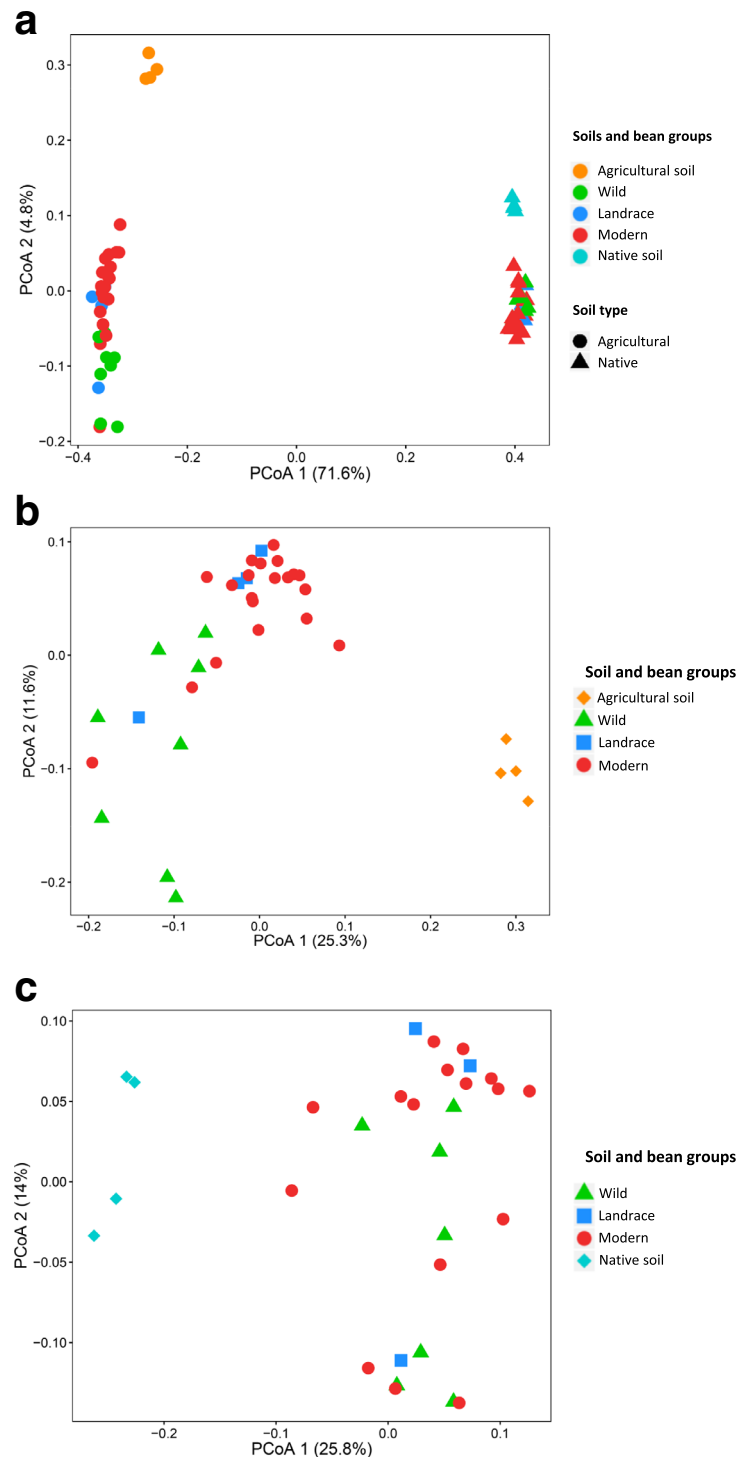 a
0.3
0.2
0.1
0.0
−0.1
−0.2
PCoA 2 (4.8%)
−0.4 −0.2 0.0 0.2 0.4
PCoA 1 (71.6%)
Soils and bean groups
Agricultural soil
Wild
Landrace
Modern
Native soil
Soil type
Agricultural
Native
b
0.1
0.0
−0.1
−0.2
PCoA 2 (11.6%)
−0.2 −0.1 0.0 0.1 0.2 0.3
PCoA 1 (25.3%)
Soil and bean groups
Agricultural soil
Wild
Landrace
Modern
c
0.10
0.05
0.00
−0.05
−0.10
PCoA 2 (14%)
−0.2 −0.1 0.0 0.1
PCoA 1 (25.8%)
Soil and bean groups
Wild
Landrace
Modern
Native soil